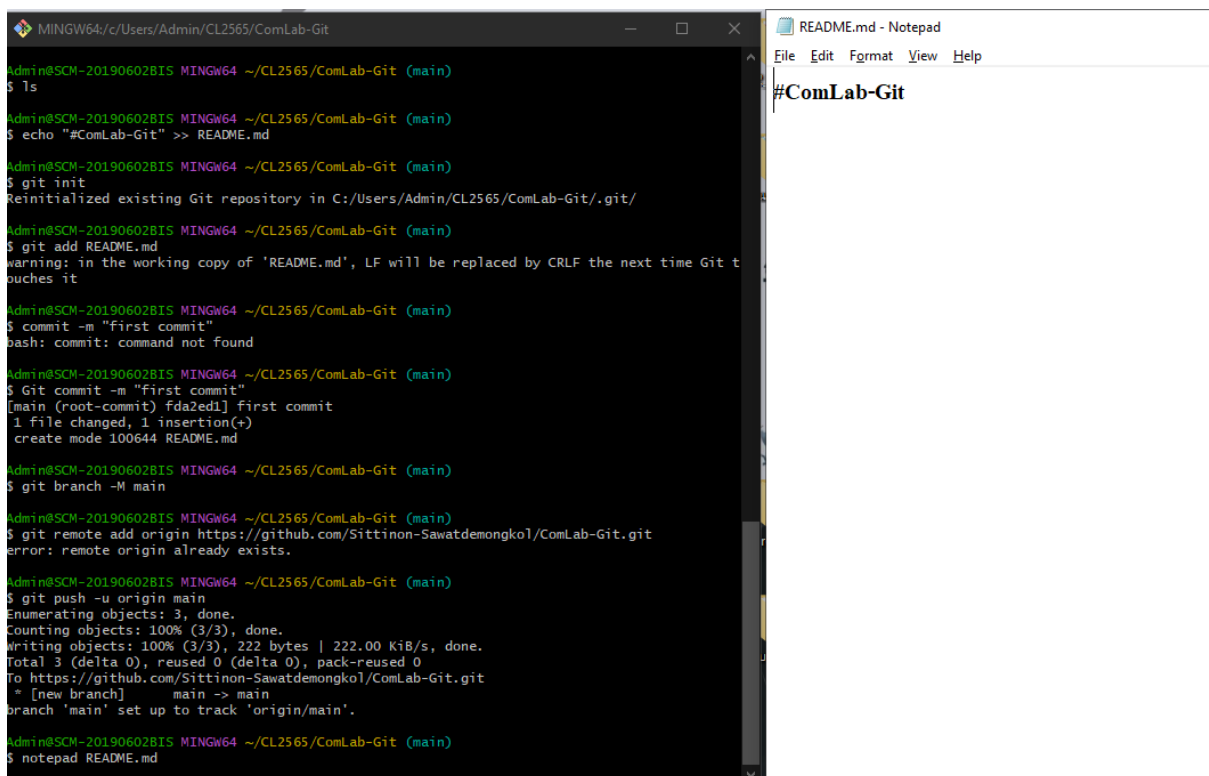 MINGW64:/c/Users/Admin/CL2565/ComLab-Git
Admin@SCM-20190602BIS MINGW64 ~/CL2565/ComLab-Git (main)
$ ls
Admin@SCM-20190602BIS MINGW64 ~/CL2565/ComLab-Git (main)
$ echo "#ComLab-Git" >> README.md
Admin@SCM-20190602BIS MINGW64 ~/CL2565/ComLab-Git (main)
$ git init
Reinitialized existing Git repository in C:/Users/Admin/CL2565/ComLab-Git/.git/
Admin@SCM-20190602BIS MINGW64 ~/CL2565/ComLab-Git (main)
$ git add README.md
warning: in the working copy of 'README.md', LF will be replaced by CRLF the next time Git t
ouches it
Admin@SCM-20190602BIS MINGW64 ~/CL2565/ComLab-Git (main)
$ commit -m "first commit"
bash: commit: command not found
Admin@SCM-20190602BIS MINGW64 ~/CL2565/ComLab-Git (main)
$ Git commit -m "first commit"
[main (root-commit) fda2ed1] first commit
1 file changed, 1 insertion(+)
create mode 100644 README.md
Admin@SCM-20190602BIS MINGW64 ~/CL2565/ComLab-Git (main)
$ git branch -M main
Admin@SCM-20190602BIS MINGW64 ~/CL2565/ComLab-Git (main)
$ git remote add origin https://github.com/Sittinon-Sawatdemongkol/ComLab-Git.git
error: remote origin already exists.
Admin@SCM-20190602BIS MINGW64 ~/CL2565/ComLab-Git (main)
$ git push -u origin main
Enumerating objects: 3, done.
Counting objects: 100% (3/3), done.
Writing objects: 100% (3/3), 222 bytes | 222.00 KiB/s, done.
Total 3 (delta 0), reused 0 (delta 0), pack-reused 0
To https://github.com/Sittinon-Sawatdemongkol/ComLab-Git.git
* [new branch] main -> main
branch 'main' set up to track 'origin/main'.
Admin@SCM-20190602BIS MINGW64 ~/CL2565/ComLab-Git (main)
$ notepad README.md
README.md - Notepad
File Edit Format View Help
#ComLab-Git